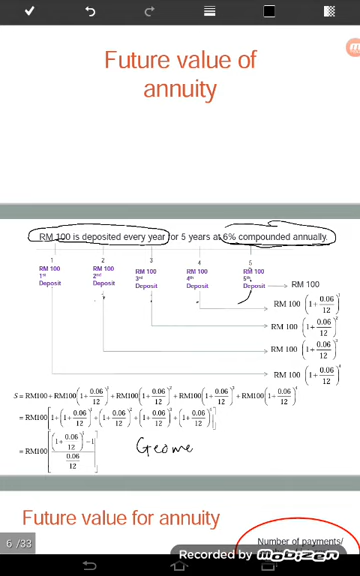 Future value of
annuity
RM 100 is deposited every year for 5 years at 6% compounded annually.
1 2 3 4 5
RM 100 RM 100 RM 100 RM 100 RM 100
1st 2nd 3rd 4th 5th
Deposit Deposit Deposit Deposit Deposit
RM 100
RM 100 (1+0.06/12)^1
RM 100 (1+0.06/12)^2
RM 100 (1+0.06/12)^3
RM 100 (1+0.06/12)^4
S = RM100 + RM100(1+0.06/12)^1 + RM100(1+0.06/12)^2 + RM100(1+0.06/12)^3 + RM100(1+0.06/12)^4
= RM100[1+(1+0.06/12)^1+(1+0.06/12)^2+(1+0.06/12)^3+(1+0.06/12)^4]
= RM100[((1+0.06/12)^5 −1)/(0.06/12)]
Geome
Future value for annuity
Number of payments/
6 /33
Recorded by Mobizen